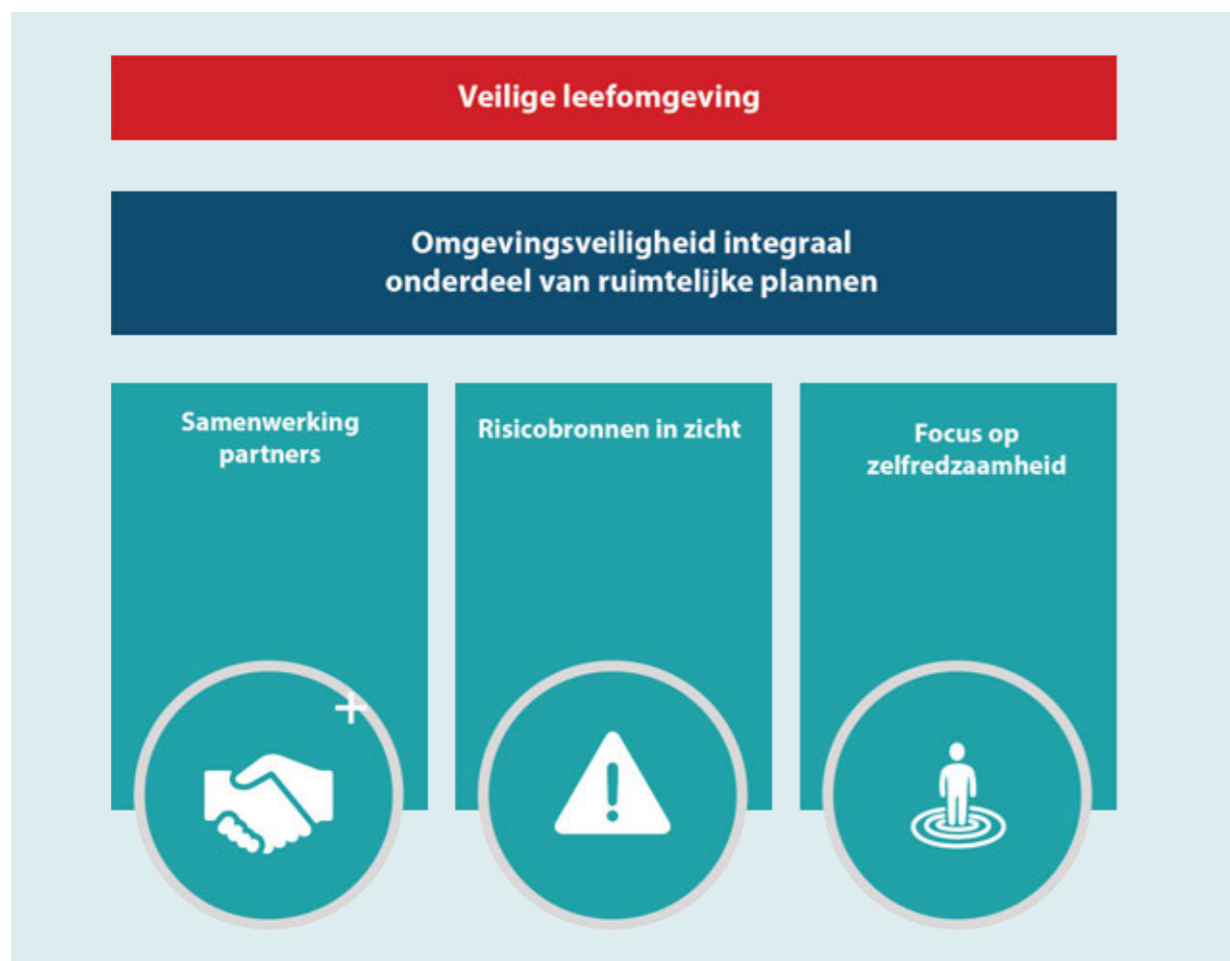 Veilige leefomgeving
Omgevingsveiligheid integraal
onderdeel van ruimtelijke plannen
Samenwerking
partners
Risicobronnen in zicht
Focus op
zelfredzaamheid